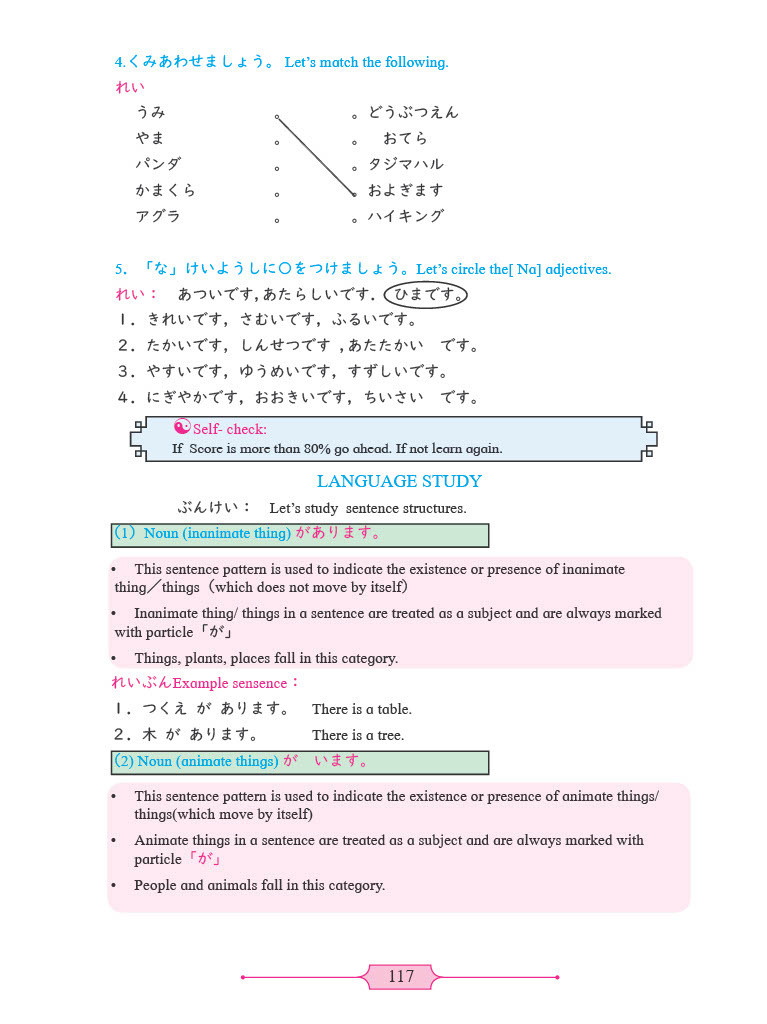 4.くみあわせましょう。 Let's match the following.
れい
うみ 。 。どうぶつえん
やま 。 。 おてら
パンダ 。 。タジマハル
かまくら 。 。およぎます
アグラ 。 。ハイキング
5. 「な」けいようしに〇をつけましょう。Let's circle the[ Na] adjectives.
れい： あついです,あたらしいです. ひまです。
1. きれいです, さむいです, ふるいです。
2. たかいです, しんせつです ,あたたかい です。
3. やすいです, ゆうめいです, すずしいです。
4. にぎやかです, おおきいです, ちいさい です。
☯Self- check:
If Score is more than 80% go ahead. If not learn again.
LANGUAGE STUDY
ぶんけい： Let's study sentence structures.
(1) Noun (inanimate thing) があります。
• This sentence pattern is used to indicate the existence or presence of inanimate
thing／things（which does not move by itself）
• Inanimate thing/ things in a sentence are treated as a subject and are always marked
with particle「が」
• Things, plants, places fall in this category.
れいぶんExample sensence：
1. つくえ が あります。 There is a table.
2. 木 が あります。 There is a tree.
(2) Noun (animate things) が います。
• This sentence pattern is used to indicate the existence or presence of animate things/
things(which move by itself)
• Animate things in a sentence are treated as a subject and are always marked with
particle「が」
• People and animals fall in this category.
117